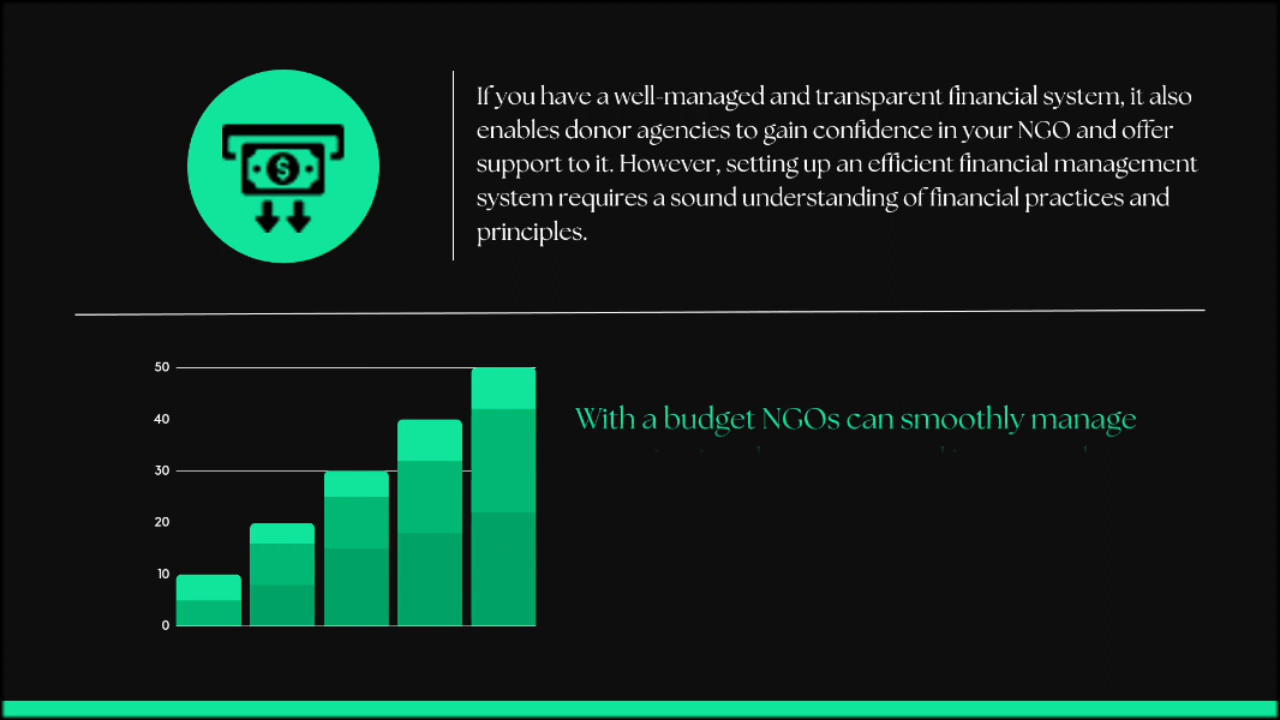 If you have a well-managed and transparent financial system, it also
enables donor agencies to gain confidence in your NGO and offer
support to it. However, setting up an efficient financial management
system requires a sound understanding of financial practices and
principles.
50
40
30
20
10
0
With a budget NGOs can smoothly manage